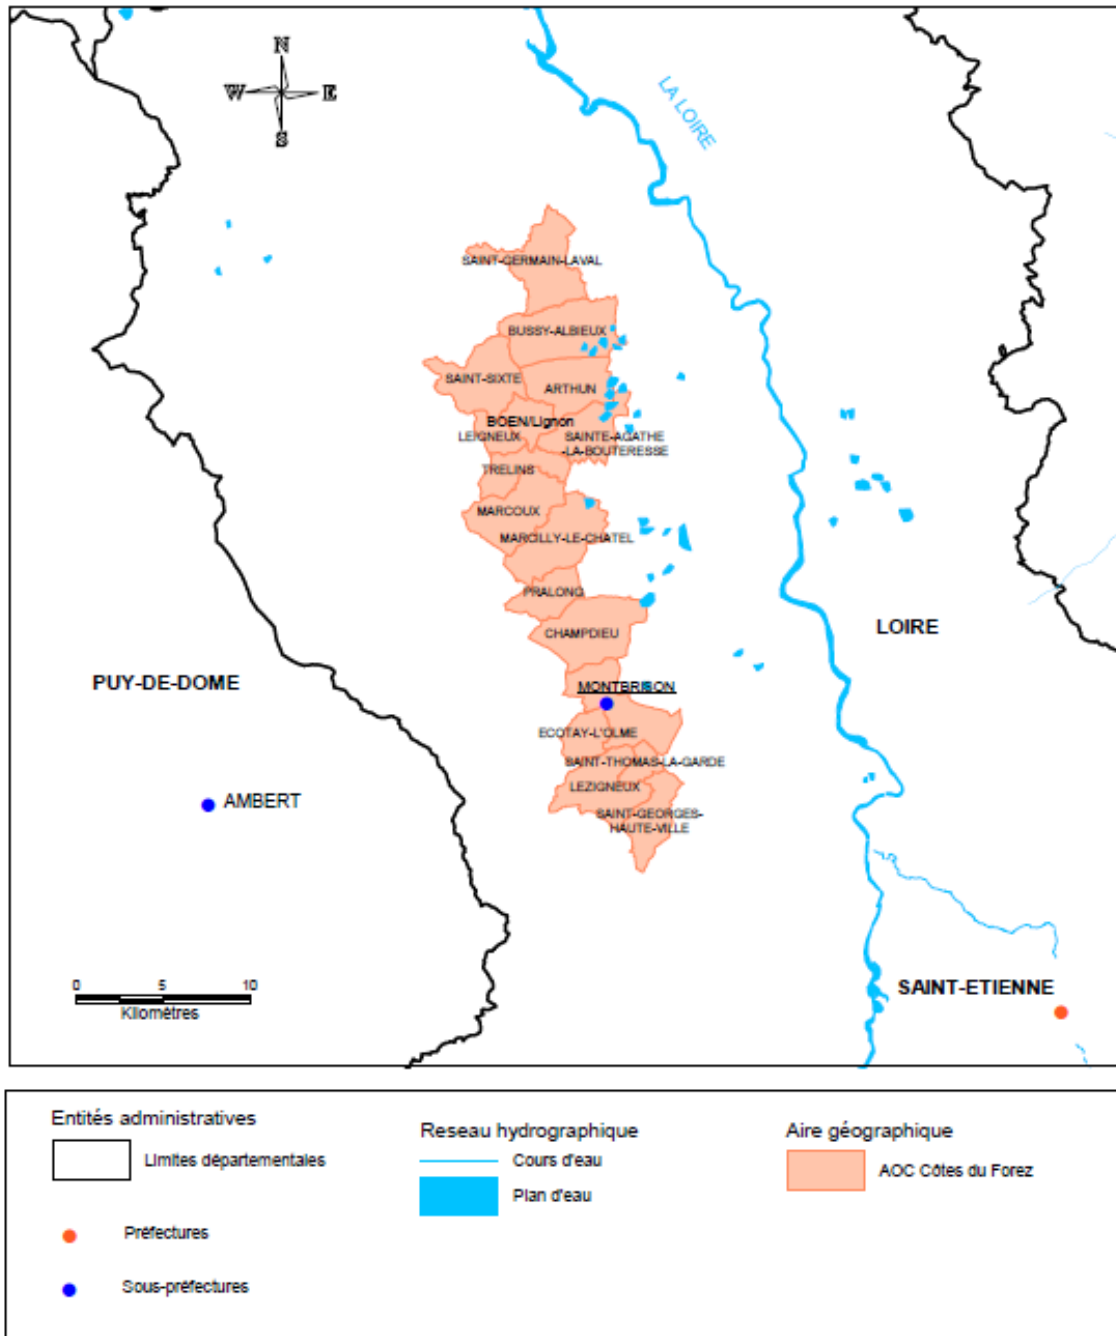 N
W E
S
LA LOIRE
SAINT-GERMAIN-LAVAL
BUSSY-ALBIEUX
SAINT-SIXTE
ARTHUN
BOEN/Lignon
LEIGNEUX
SAINTE-AGATHE
-LA-BOUTERESSE
TRELINS
MARCOUX
MARCILLY-LE-CHATEL
PRALONG
CHAMPDIEU
LOIRE
PUY-DE-DOME
MONTBRISON
ECOTAY-L'OLME
SAINT-THOMAS-LA-GARDE
LEZIGNEUX
AMBERT
SAINT-GEORGES-
HAUTE-VILLE
SAINT-ETIENNE
0 5 10
Kilomètres
Entités administratives
Limites départementales
Préfectures
Sous-préfectures
Reseau hydrographique
Cours d'eau
Plan d'eau
Aire géographique
AOC Côtes du Forez